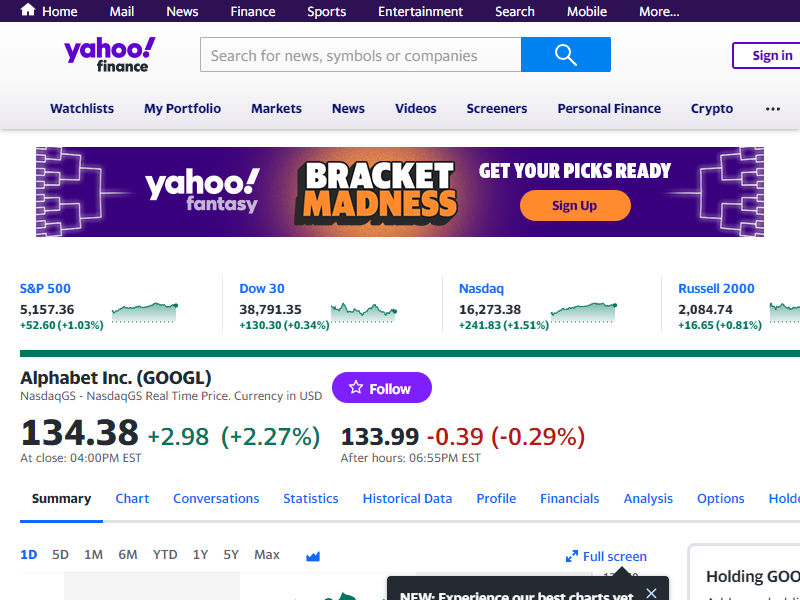 Home Mail News Finance Sports Entertainment Search Mobile More...
yahoo!
finance
Search for news, symbols or companies
Sign in
Watchlists My Portfolio Markets News Videos Screeners Personal Finance Crypto ...
yahoo!
fantasy
BRACKET
MADNESS
GET YOUR PICKS READY
Sign Up
S&P 500
5,157.36
+52.60 (+1.03%)
Dow 30
38,791.35
+130.30 (+0.34%)
Nasdaq
16,273.38
+241.83 (+1.51%)
Russell 2000
2,084.74
+16.65 (+0.81%)
Alphabet Inc. (GOOGL)
NasdaqGS - NasdaqGS Real Time Price. Currency in USD
Follow
134.38 +2.98 (+2.27%)
At close: 04:00PM EST
133.99 -0.39 (-0.29%)
After hours: 06:55PM EST
Summary Chart Conversations Statistics Historical Data Profile Financials Analysis Options Holde
1D 5D 1M 6M YTD 1Y 5Y Max
Full screen
NEW: Experience our best charts yet.
Holding GOO